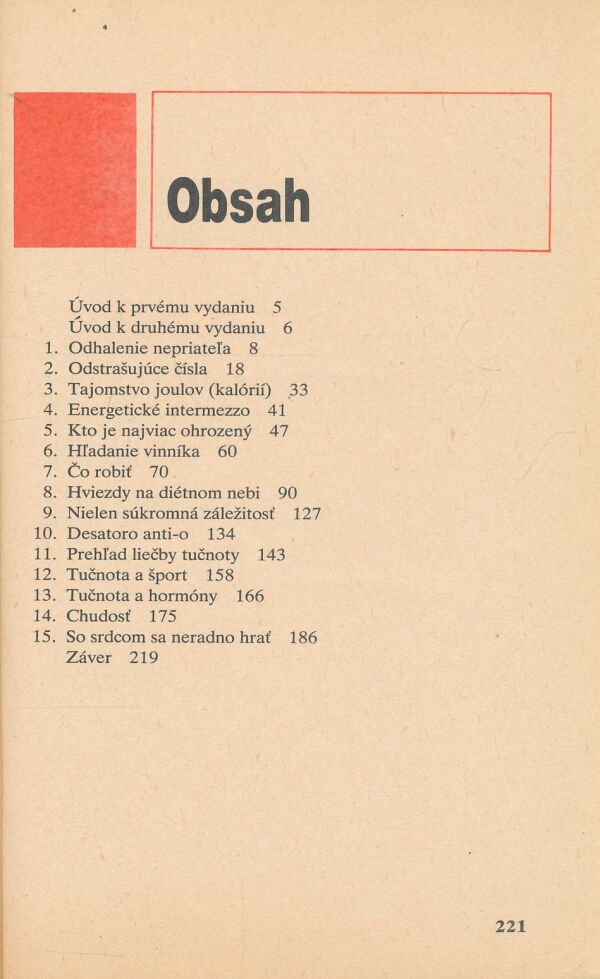 Obsah
Úvod k prvému vydaniu 5
Úvod k druhému vydaniu 6
1. Odhalenie nepriateľa 8
2. Odstrašujúce čísla 18
3. Tajomstvo joulov (kalórií) 33
4. Energetické intermezzo 41
5. Kto je najviac ohrozený 47
6. Hľadanie vinníka 60
7. Čo robiť 70
8. Hviezdy na diétnom nebi 90
9. Nielen súkromná záležitosť 127
10. Desatoro anti-o 134
11. Prehľad liečby tučnoty 143
12. Tučnota a šport 158
13. Tučnota a hormóny 166
14. Chudosť 175
15. So srdcom sa neradno hrať 186
Záver 219
221